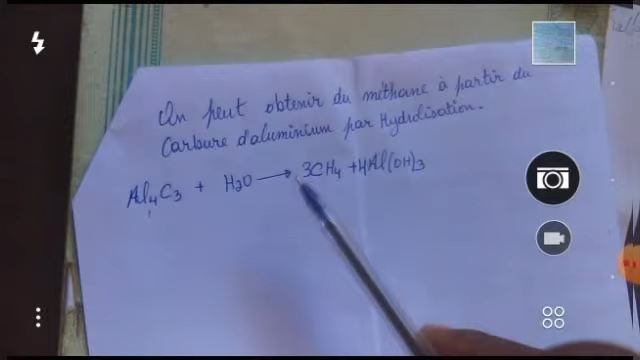 On peut obtenir du méthane à partir du
Carbure d'aluminium par Hydrolisation.
Al4C3 + H2O → 3CH4 + 4Al(OH)3